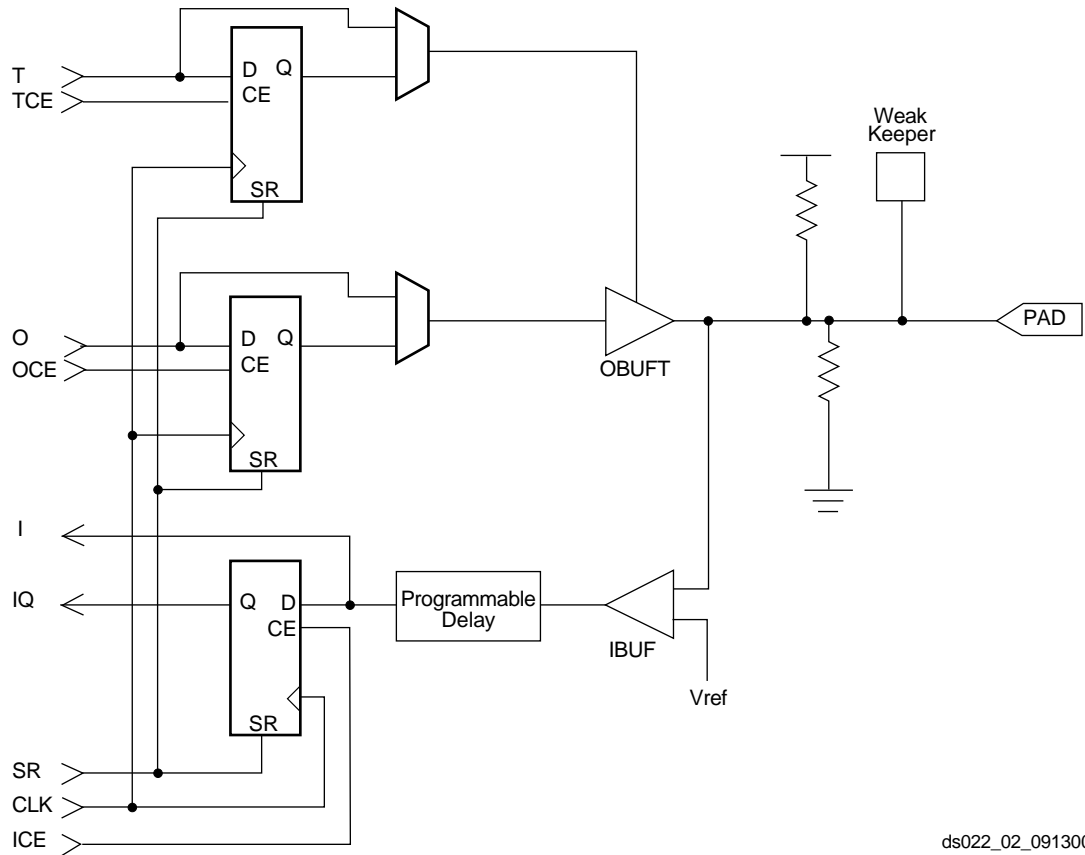 T
TCE
D Q
CE
SR
Weak
Keeper
O
OCE
D Q
CE
SR
OBUFT
PAD
I
IQ
Q D
CE
SR
Programmable
Delay
IBUF
Vref
SR
CLK
ICE
ds022_02_091300